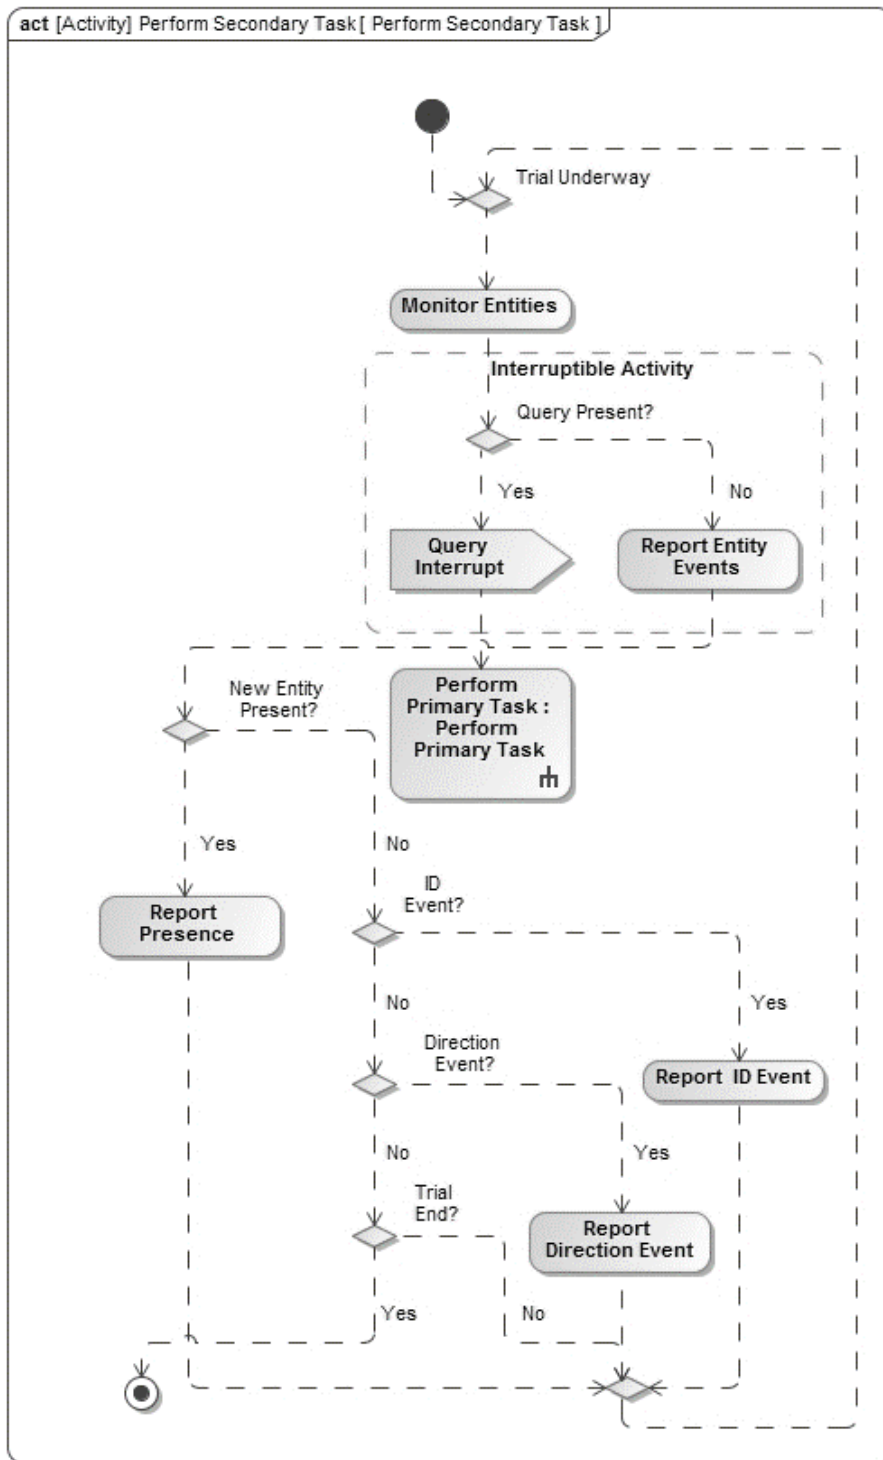 act [Activity] Perform Secondary Task [ Perform Secondary Task ]
Trial Underway
Monitor Entities
Interruptible Activity
Query Present?
Yes
No
Query
Interrupt
Report Entity
Events
New Entity
Present?
Perform
Primary Task :
Perform
Primary Task
Yes
No
ID
Event?
Report
Presence
No
Yes
Direction
Event?
Report  ID Event
No
Yes
Trial
End?
Report
Direction Event
Yes
No